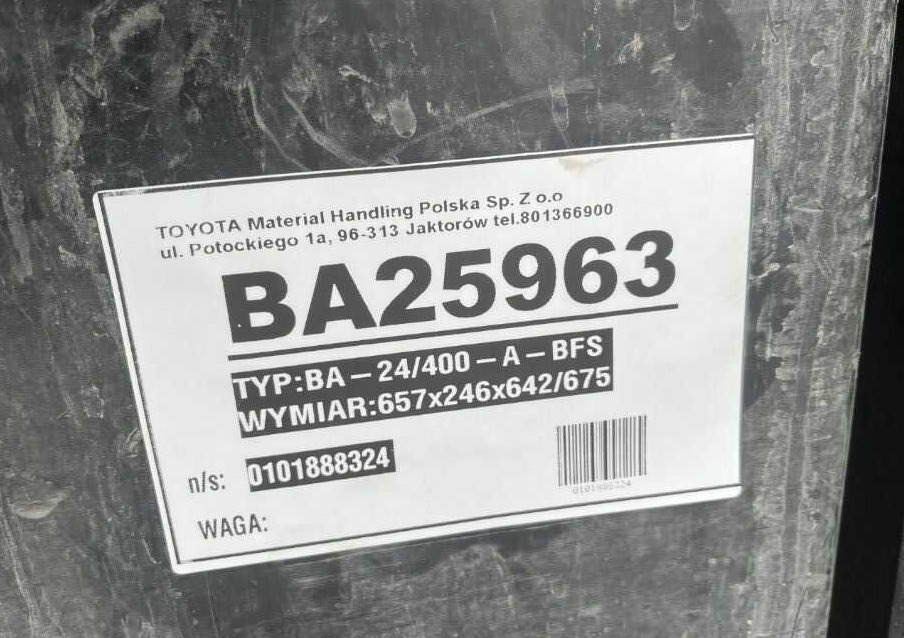 TOYOTA Material Handling Polska Sp. Z o.o
ul. Potockiego 1a, 96-313 Jaktorów tel.801366900
BA25963
TYP:BA – 24/400 – A – BFS
WYMIAR:657x246x642/675
n/s: 0101888324
0101888324
WAGA: